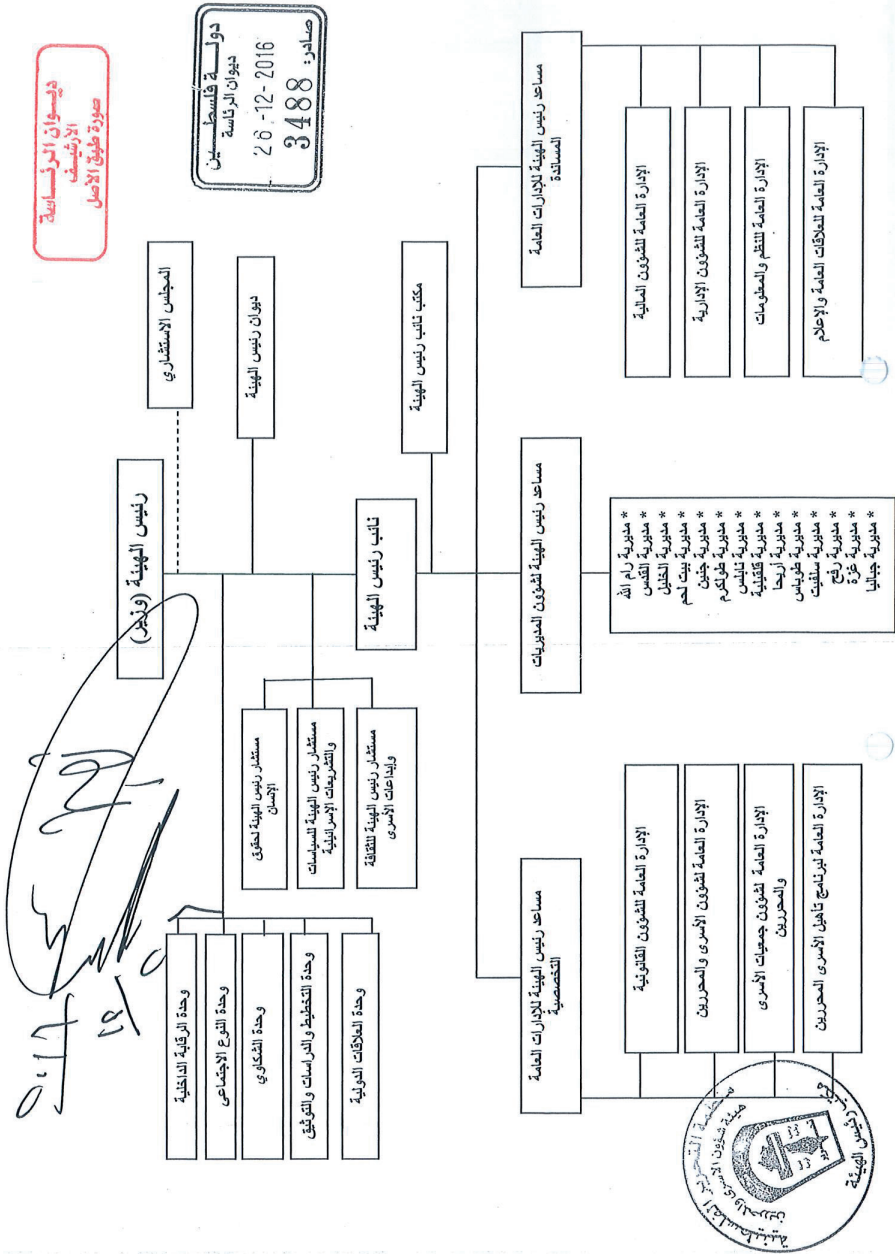 ديوان الرئاسة
الأرشيف
صورة طبق الأصل
دولة فلسطين
ديوان الرئاسة
26-12-2016
صادر: 3488
رئيس الهيئة (وزير)
المجلس الاستشاري
ديوان رئيس الهيئة
نائب رئيس الهيئة
مكتب نائب رئيس الهيئة
مستشار رئيس الهيئة لحقوق
الإنسان
مستشار رئيس الهيئة للسياسات
والتشريعات الإسرائيلية
مستشار رئيس الهيئة للثقافة
وإبداعات الأسرى
وحدة الرقابة الداخلية
وحدة النوع الاجتماعي
وحدة الشكاوي
وحدة التخطيط والدراسات والتوثيق
وحدة العلاقات الدولية
مساعد رئيس الهيئة للإدارات العامة
المساندة
الإدارة العامة للشؤون المالية
الإدارة العامة للشؤون الإدارية
الإدارة العامة للنظم والمعلومات
الإدارة العامة للعلاقات العامة والإعلام
مساعد رئيس الهيئة لشؤون المديريات
* مديرية رام الله
* مديرية القدس
* مديرية الخليل
* مديرية بيت لحم
* مديرية جنين
* مديرية طولكرم
* مديرية نابلس
* مديرية قلقيلية
* مديرية أريحا
* مديرية طوباس
* مديرية سلفيت
* مديرية رفح
* مديرية غزة
* مديرية جباليا
مساعد رئيس الهيئة للإدارات العامة
التخصصية
الإدارة العامة للشؤون القانونية
الإدارة العامة لشؤون الأسرى والمحررين
الإدارة العامة لشؤون جمعيات الأسرى
والمحررين
الإدارة العامة لبرنامج تأهيل الأسرى المحررين
منظمة التحرير الفلسطينية
هيئة شؤون الأسرى والمحررين
رئيس الهيئة